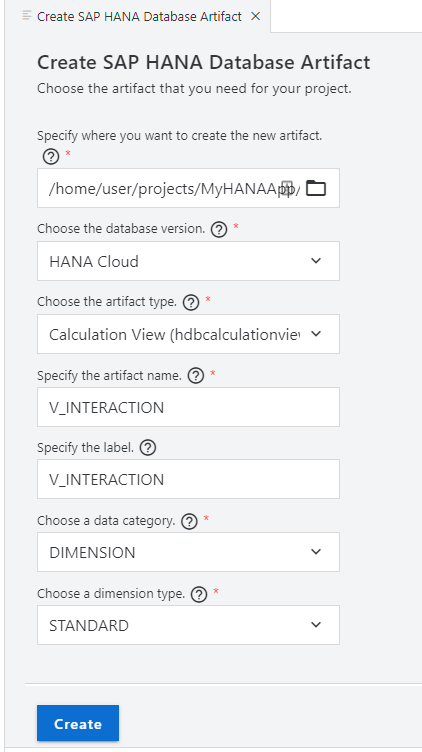 Create SAP HANA Database Artifact ×
Create SAP HANA Database Artifact
Choose the artifact that you need for your project.
Specify where you want to create the new artifact.
? *
/home/user/projects/MyHANAApp/
Choose the database version. ? *
HANA Cloud
Choose the artifact type. ? *
Calculation View (hdbcalculationview
Specify the artifact name. ? *
V_INTERACTION
Specify the label. ?
V_INTERACTION
Choose a data category. ? *
DIMENSION
Choose a dimension type. ? *
STANDARD
Create